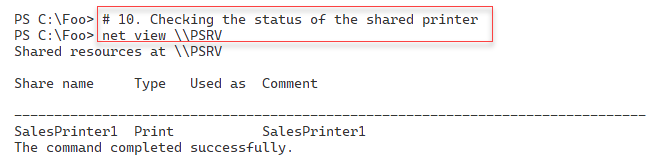 PS C:\Foo> # 10. Checking the status of the shared printer
PS C:\Foo> net view \\PSRV
Shared resources at \\PSRV
Share name     Type   Used as  Comment
-------------------------------------------------------------------------------
SalesPrinter1  Print           SalesPrinter1
The command completed successfully.